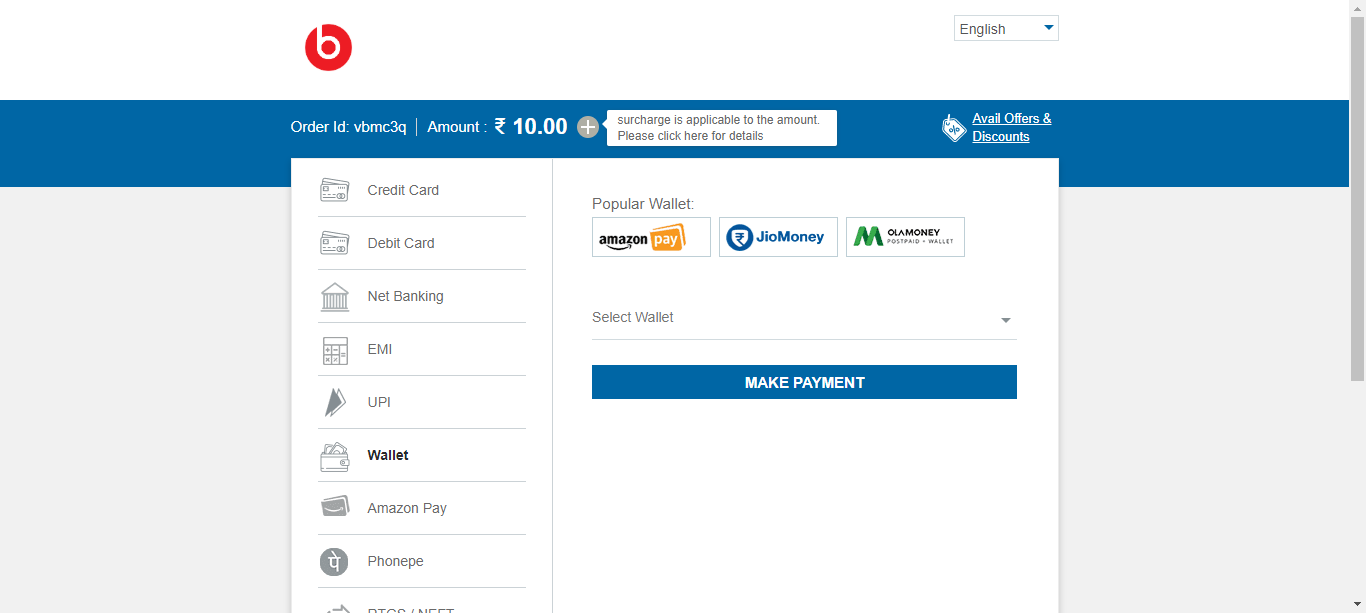 b
English
Order Id: vbmc3q
Amount : ₹ 10.00
surcharge is applicable to the amount.
Please click here for details
Avail Offers &
Discounts
Credit Card
Debit Card
Net Banking
EMI
UPI
Wallet
Amazon Pay
Phonepe
RTGS / NEFT
Popular Wallet:
amazon pay
JioMoney
OLAMONEY
POSTPAID + WALLET
Select Wallet
MAKE PAYMENT